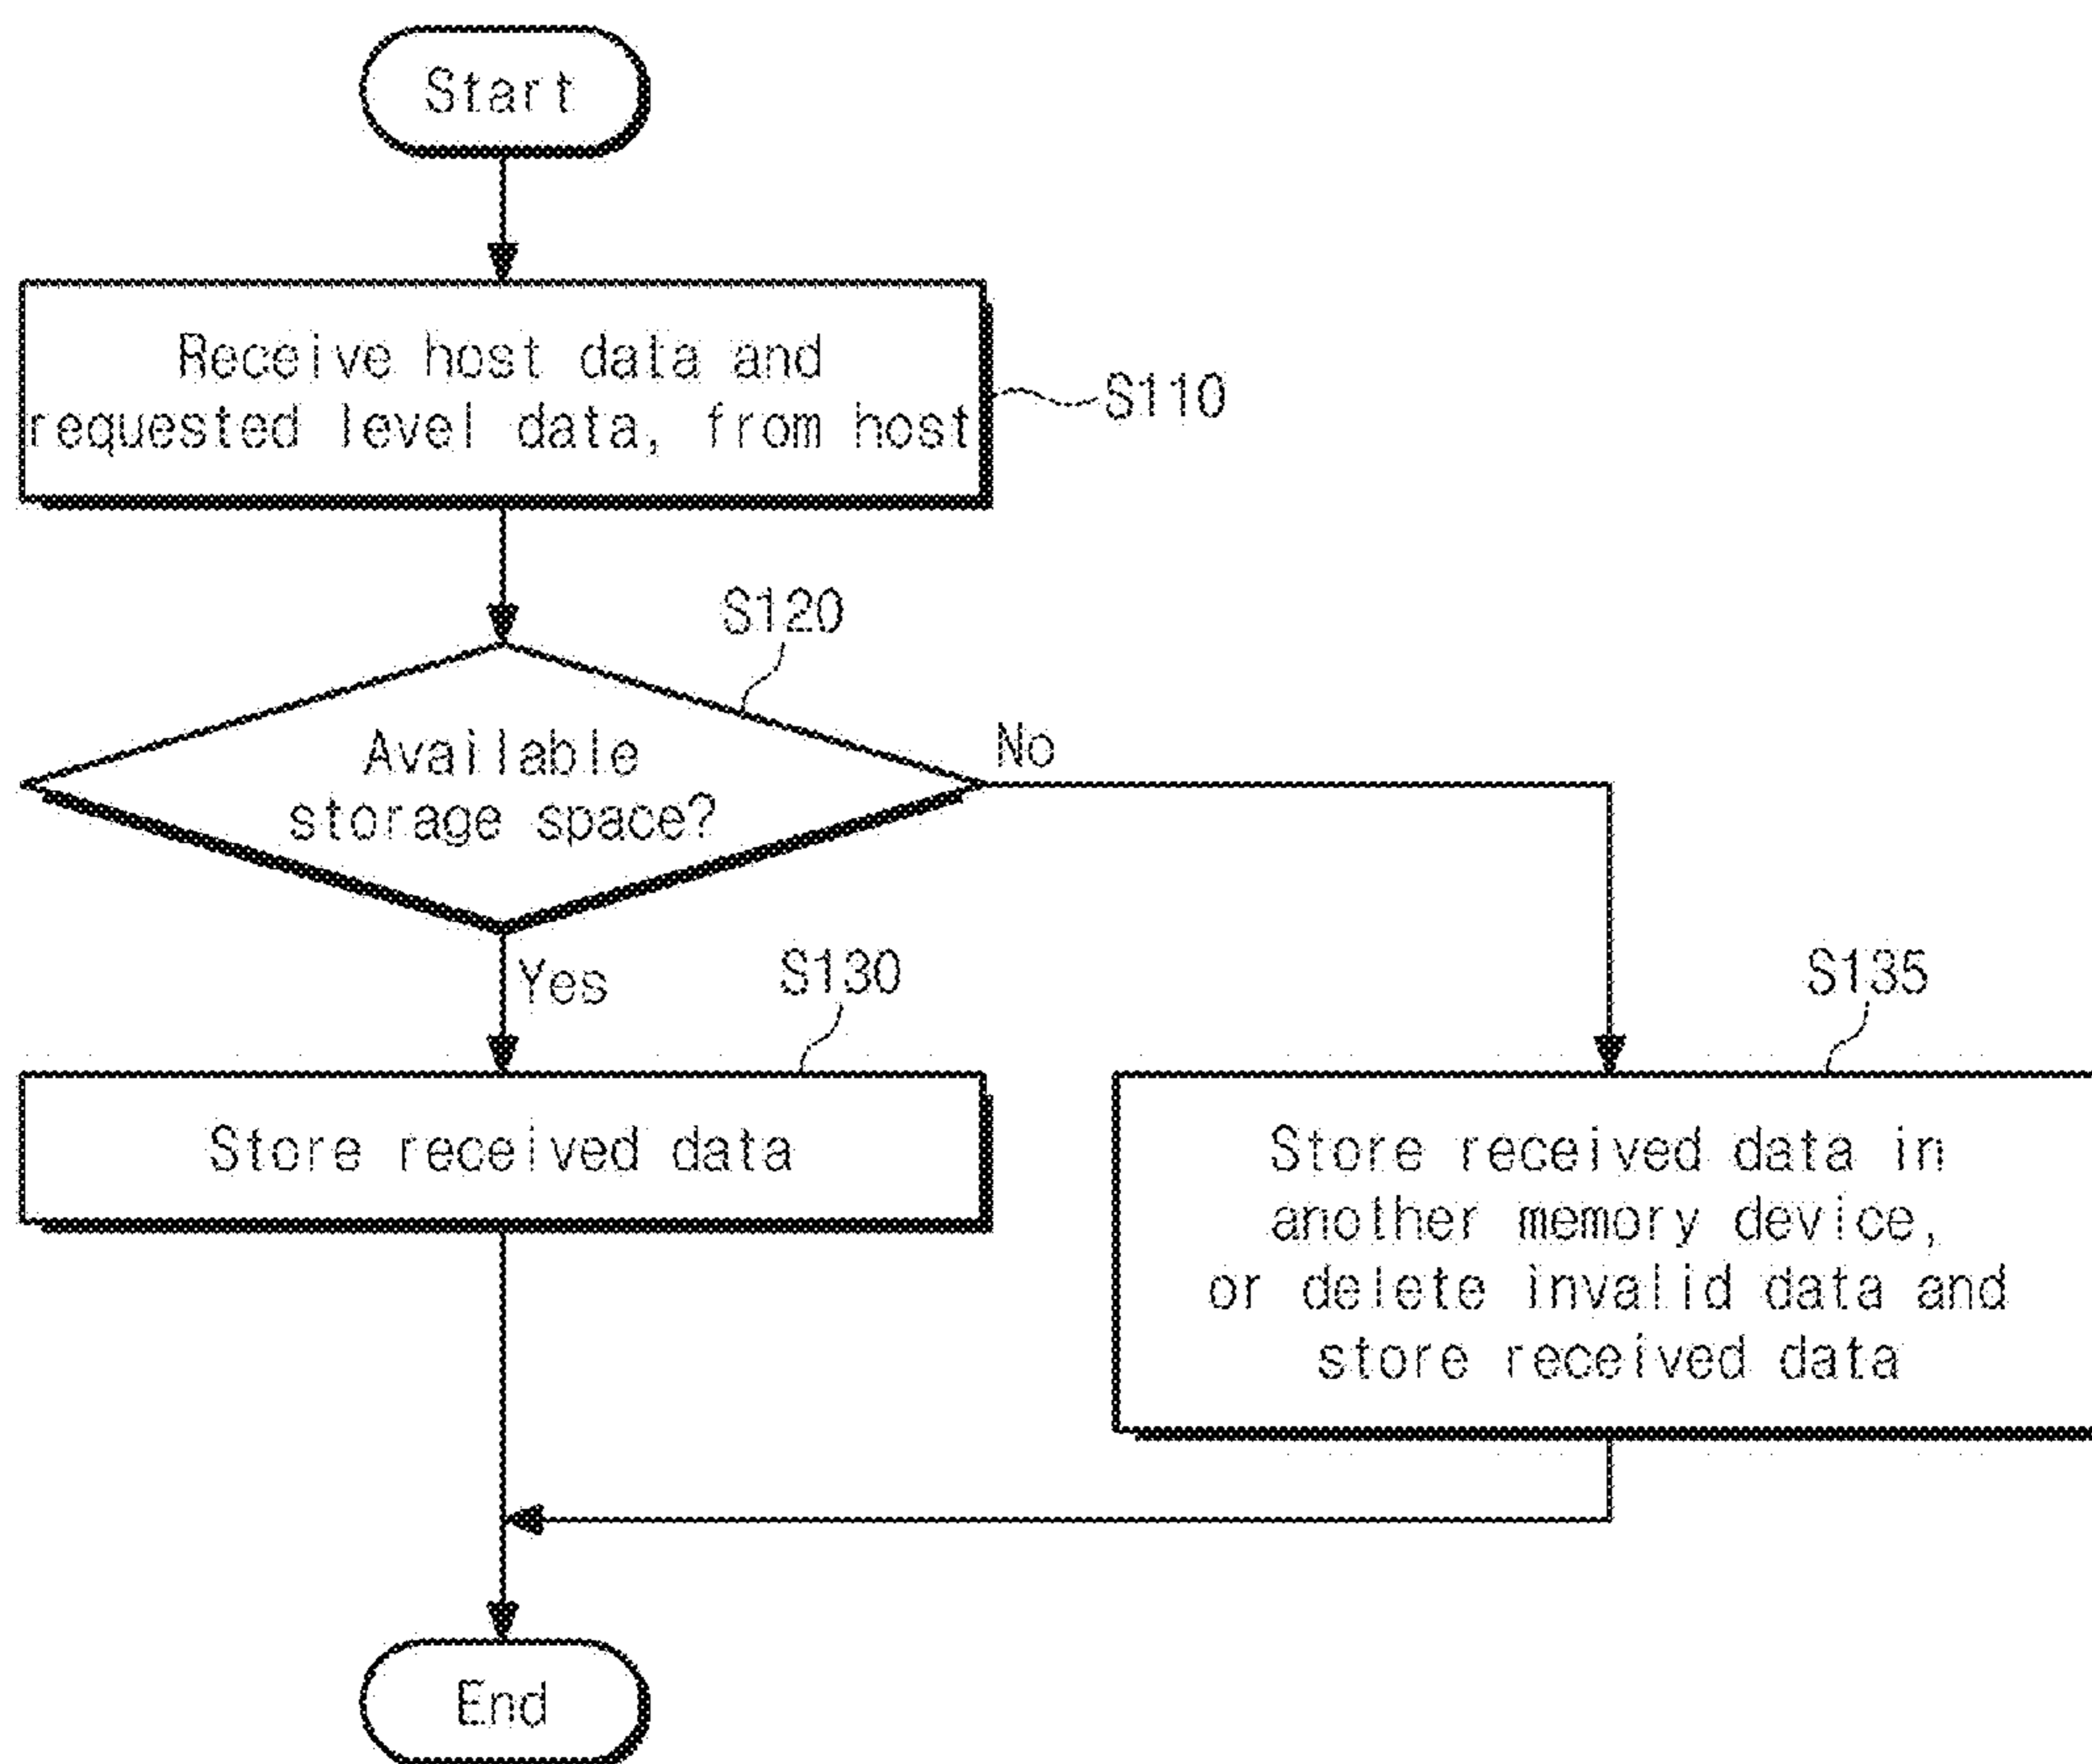 Start
Receive host data and
requested level data, from host
S110
S120
Available
storage space?
No
Yes
S130
S135
Store received data
Store received data in
another memory device,
or delete invalid data and
store received data
End